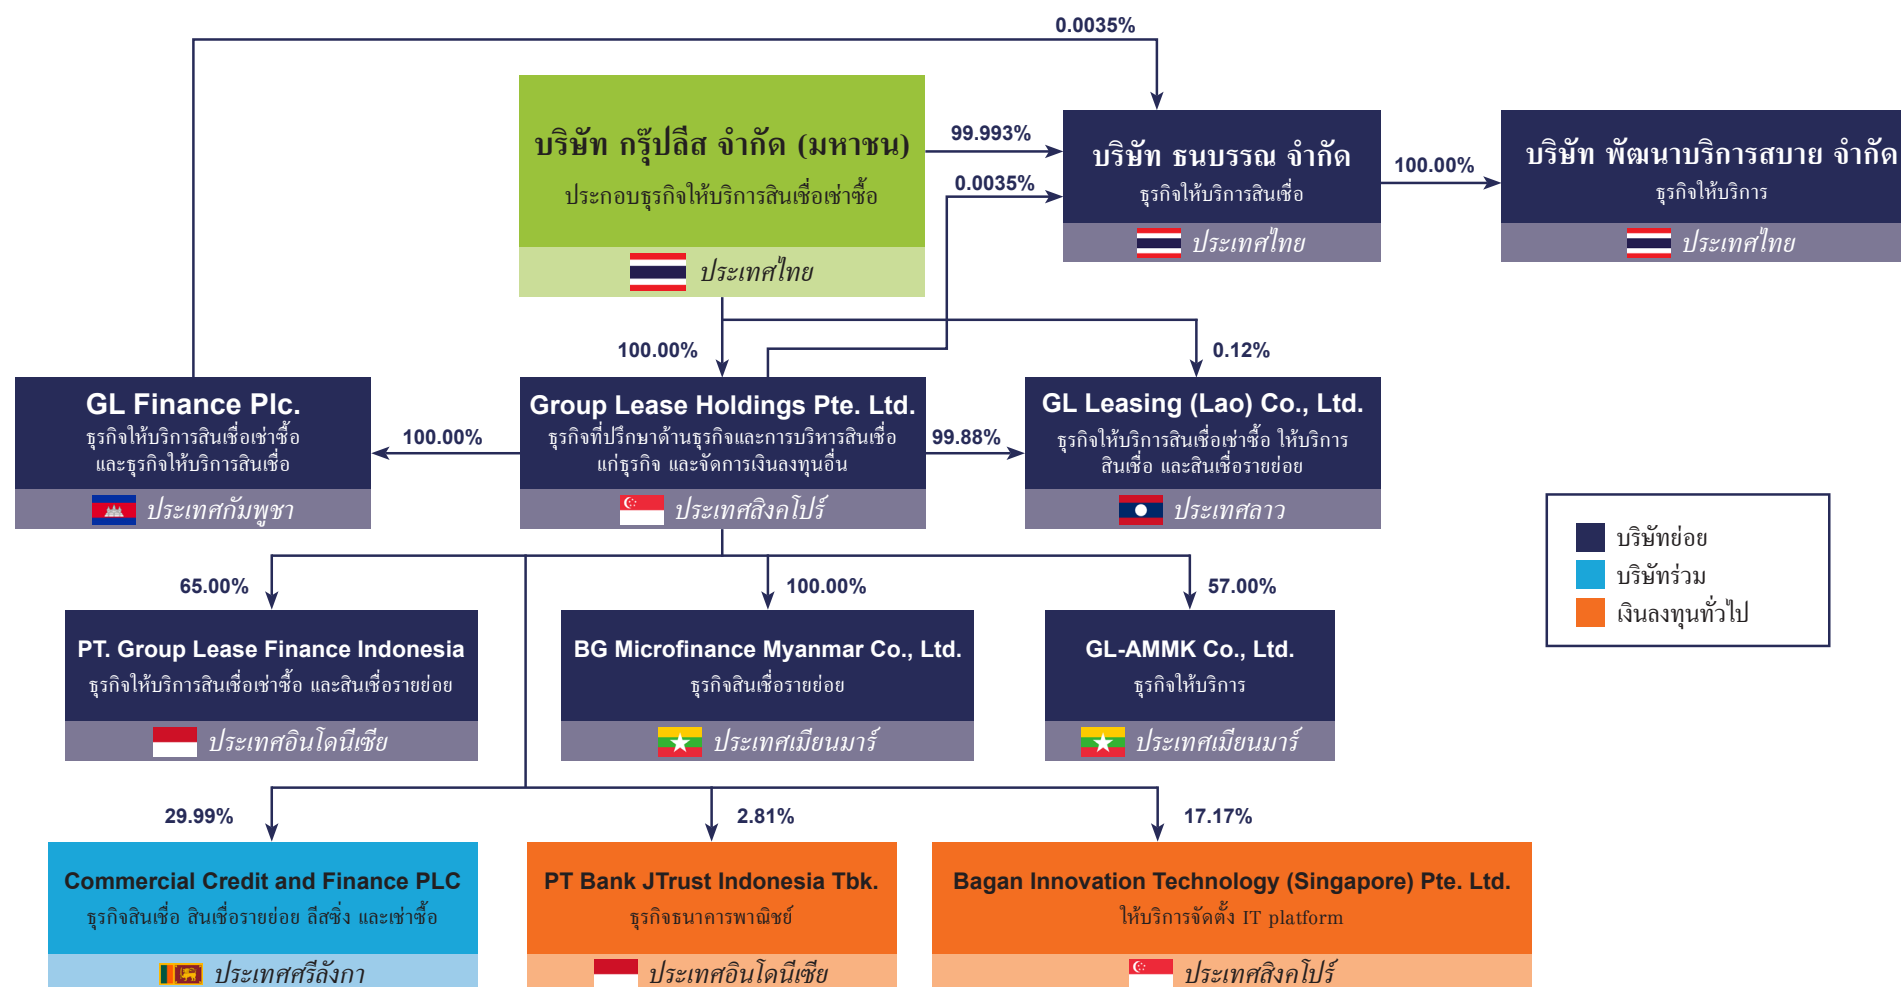 0.0035%
บริษัท กรุ๊ปลีส จำกัด (มหาชน)
ประกอบธุรกิจให้บริการสินเชื่อเช่าซื้อ
ประเทศไทย
99.993%
0.0035%
บริษัท ธนบรรณ จำกัด
ธุรกิจให้บริการสินเชื่อ
ประเทศไทย
100.00%
บริษัท พัฒนาบริการสบาย จำกัด
ธุรกิจให้บริการ
ประเทศไทย
100.00%
0.12%
GL Finance Plc.
ธุรกิจให้บริการสินเชื่อเช่าซื้อ
และธุรกิจให้บริการสินเชื่อ
ประเทศกัมพูชา
100.00%
Group Lease Holdings Pte. Ltd.
ธุรกิจที่ปรึกษาด้านธุรกิจและการบริหารสินเชื่อ
แก่ธุรกิจ และจัดการเงินลงทุนอื่น
ประเทศสิงคโปร์
99.88%
GL Leasing (Lao) Co., Ltd.
ธุรกิจให้บริการสินเชื่อเช่าซื้อ ให้บริการ
สินเชื่อ และสินเชื่อรายย่อย
ประเทศลาว
บริษัทย่อย
บริษัทร่วม
เงินลงทุนทั่วไป
65.00%
100.00%
57.00%
PT. Group Lease Finance Indonesia
ธุรกิจให้บริการสินเชื่อเช่าซื้อ และสินเชื่อรายย่อย
ประเทศอินโดนีเซีย
BG Microfinance Myanmar Co., Ltd.
ธุรกิจสินเชื่อรายย่อย
ประเทศเมียนมาร์
GL-AMMK Co., Ltd.
ธุรกิจให้บริการ
ประเทศเมียนมาร์
29.99%
2.81%
17.17%
Commercial Credit and Finance PLC
ธุรกิจสินเชื่อ สินเชื่อรายย่อย ลีสซิ่ง และเช่าซื้อ
ประเทศศรีลังกา
PT Bank JTrust Indonesia Tbk.
ธุรกิจธนาคารพาณิชย์
ประเทศอินโดนีเซีย
Bagan Innovation Technology (Singapore) Pte. Ltd.
ให้บริการจัดตั้ง IT platform
ประเทศสิงคโปร์